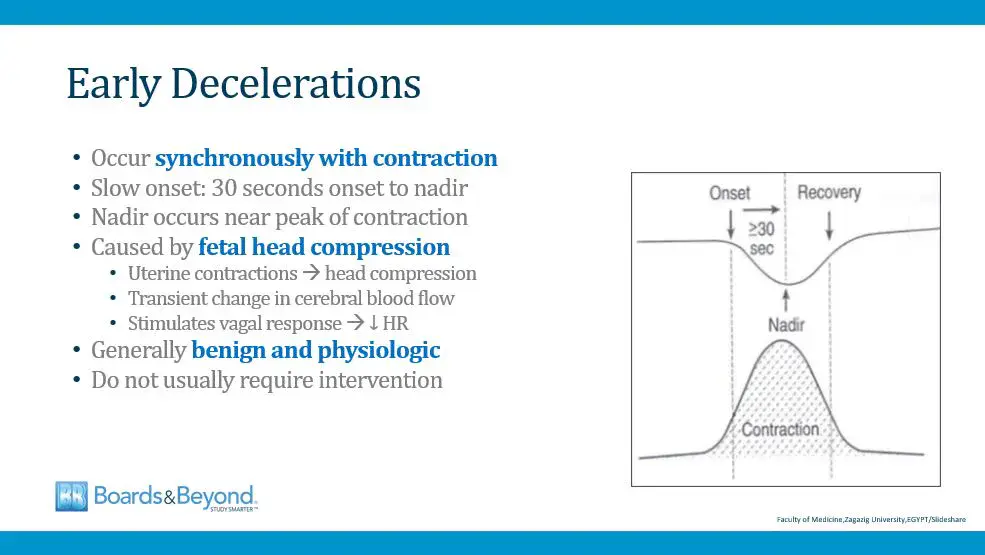 Early Decelerations
• Occur synchronously with contraction
• Slow onset: 30 seconds onset to nadir
• Nadir occurs near peak of contraction
• Caused by fetal head compression
• Uterine contractions → head compression
• Transient change in cerebral blood flow
• Stimulates vagal response → ↓ HR
• Generally benign and physiologic
• Do not usually require intervention
Onset
Recovery
≥30
sec
Nadir
Contraction
BB Boards&Beyond®
STUDY SMARTER™
Faculty of Medicine,Zagazig University,EGYPT/Slideshare